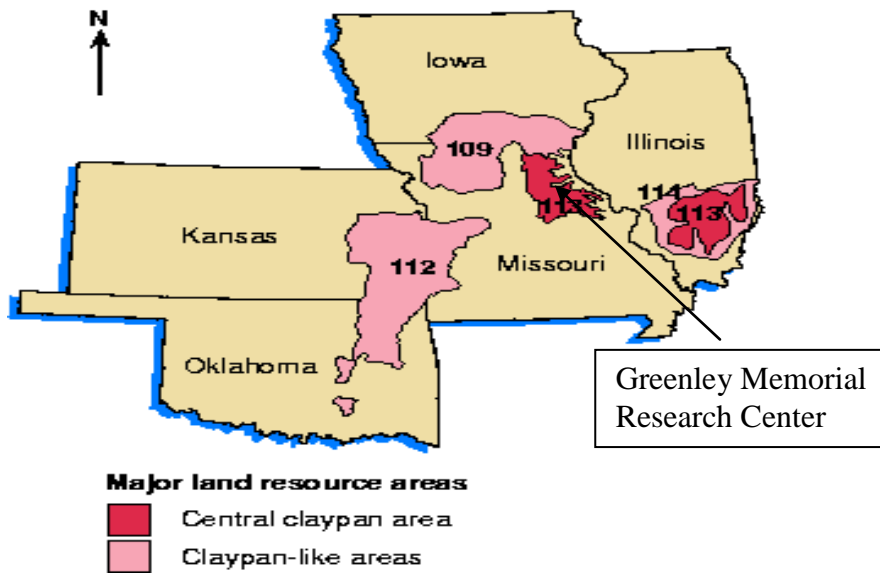 N
Iowa
Illinois
109
114
113
113
Kansas
112
Missouri
Oklahoma
Greenley Memorial
Research Center
Major land resource areas
Central claypan area
Claypan-like areas